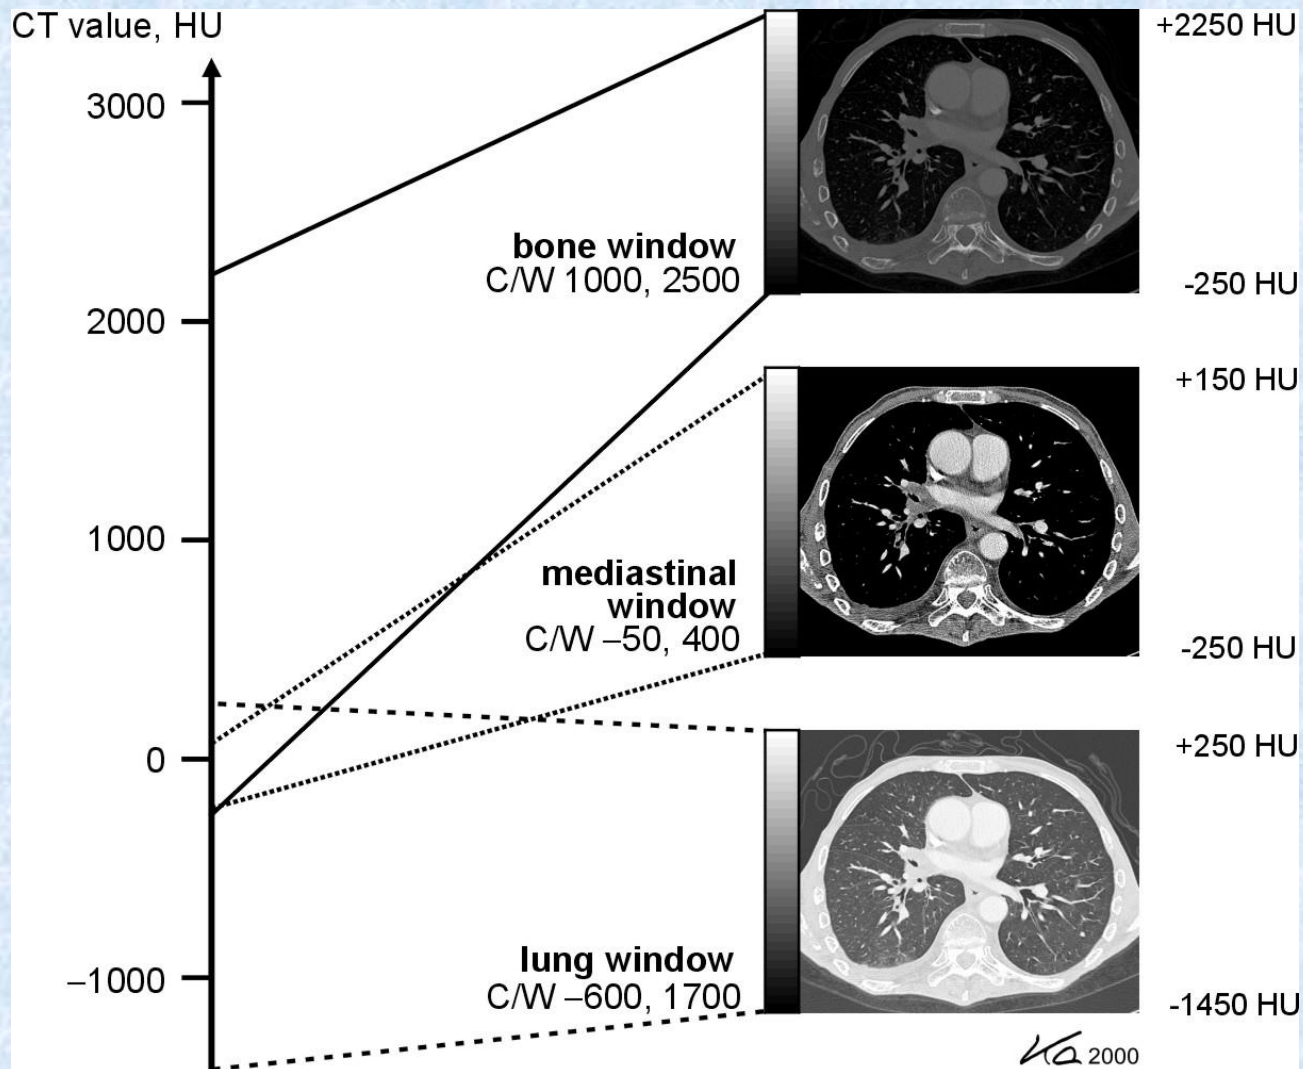 CT value, HU
3000
2000
1000
0
–1000
bone window
C/W 1000, 2500
+2250 HU
-250 HU
mediastinal
window
C/W –50, 400
+150 HU
-250 HU
lung window
C/W –600, 1700
+250 HU
-1450 HU
2000